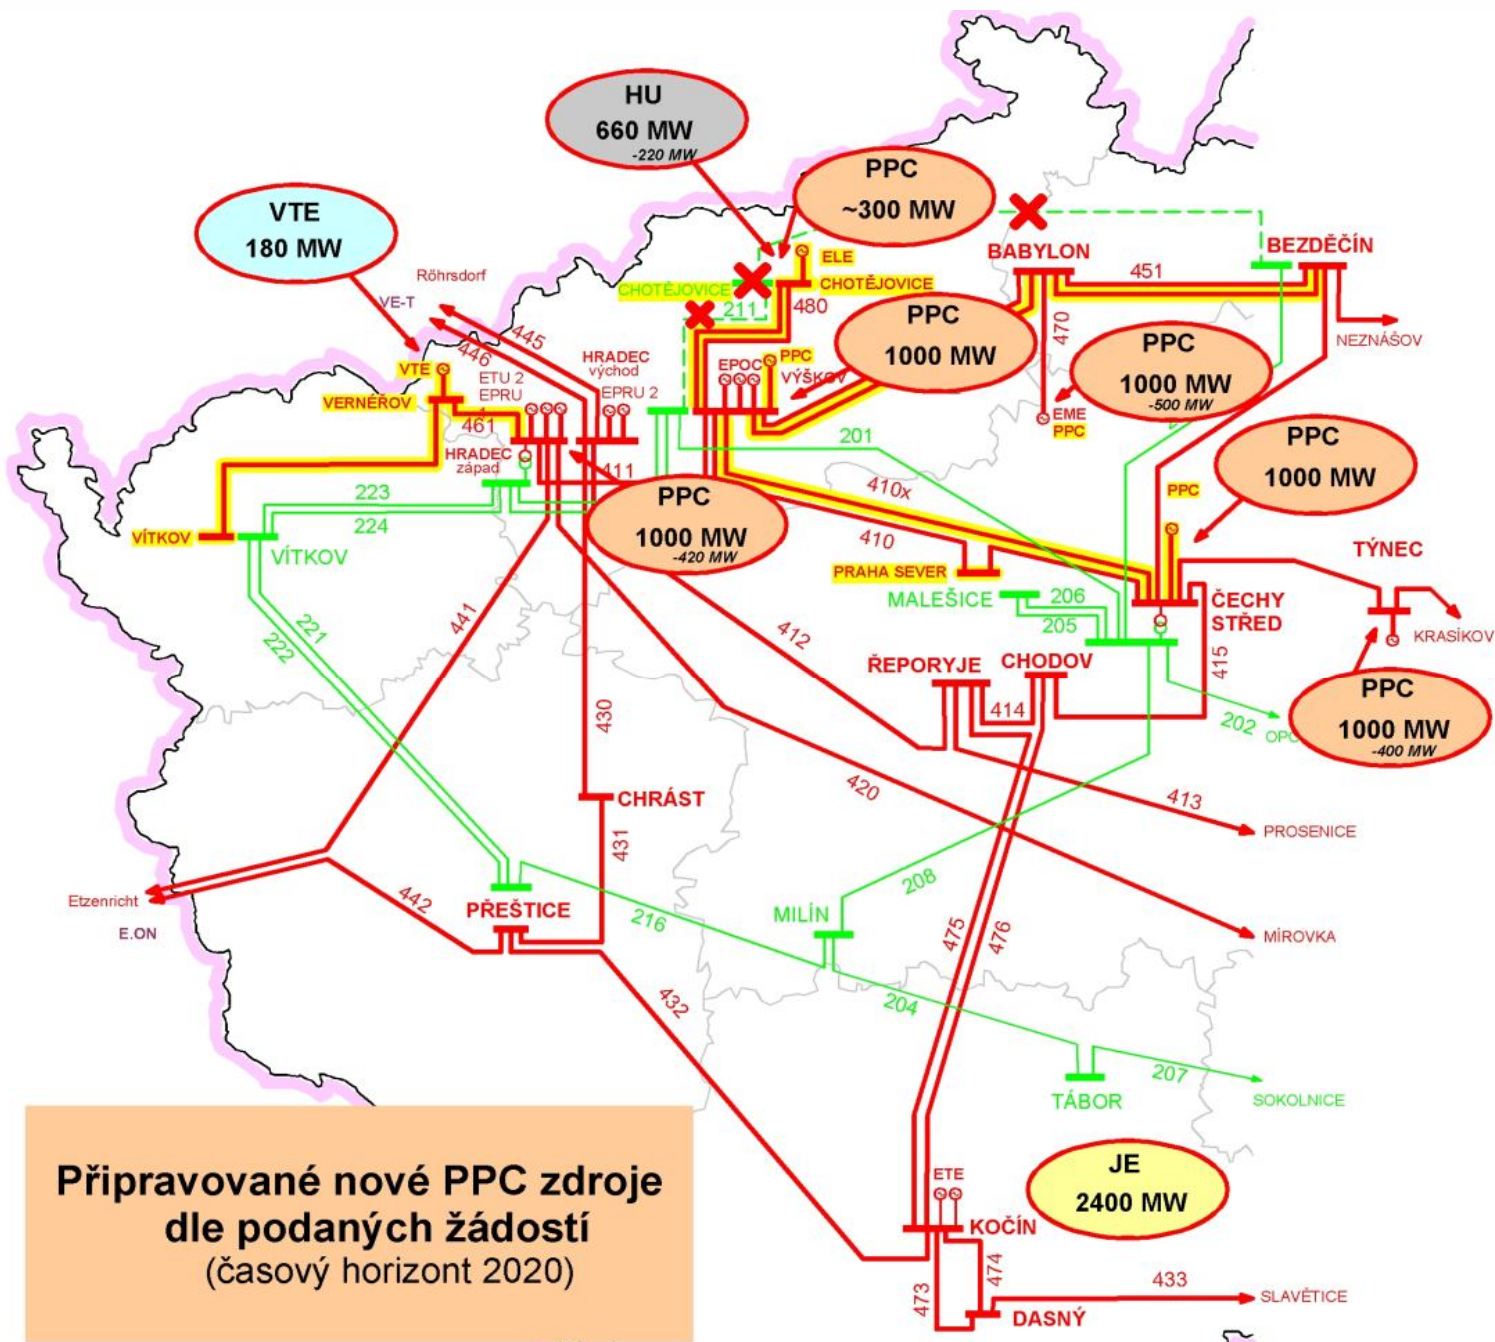 HU
660 MW
-220 MW
PPC
~300 MW
VTE
180 MW
Röhrsdorf
VE-T
445
446
CHOTĚJOVICE
211
ELE
CHOTĚJOVICE
480
BABYLON
BEZDĚČÍN
451
470
NEZNÁŠOV
PPC
1000 MW
PPC
1000 MW
-500 MW
HRADEC
východ
EPRU 2
EPOC
PPC
VÝŠKOV
VTE
VERNÉŘOV
461
ETU 2
EPRU
HRADEC
západ
411
201
EME
PPC
PPC
1000 MW
PPC
1000 MW
-420 MW
410x
410
PPC
223
224
VÍTKOV
VÍTKOV
PRAHA SEVER
MALEŠICE
206
205
ČECHY
STŘED
TÝNEC
KRASÍKOV
415
PPC
1000 MW
-400 MW
202
441
221
222
412
ŘEPORYJE
CHODOV
414
430
420
413
PROSENICE
CHRÁST
431
Etzenricht
E.ON
442
PŘEŠTICE
216
MILÍN
208
475
476
MÍROVKA
432
204
TÁBOR
207
SOKOLNICE
JE
2400 MW
ETE
KOČÍN
473
474
DASNÝ
433
SLAVĚTICE
Připravované nové PPC zdroje
dle podaných žádostí
(časový horizont 2020)